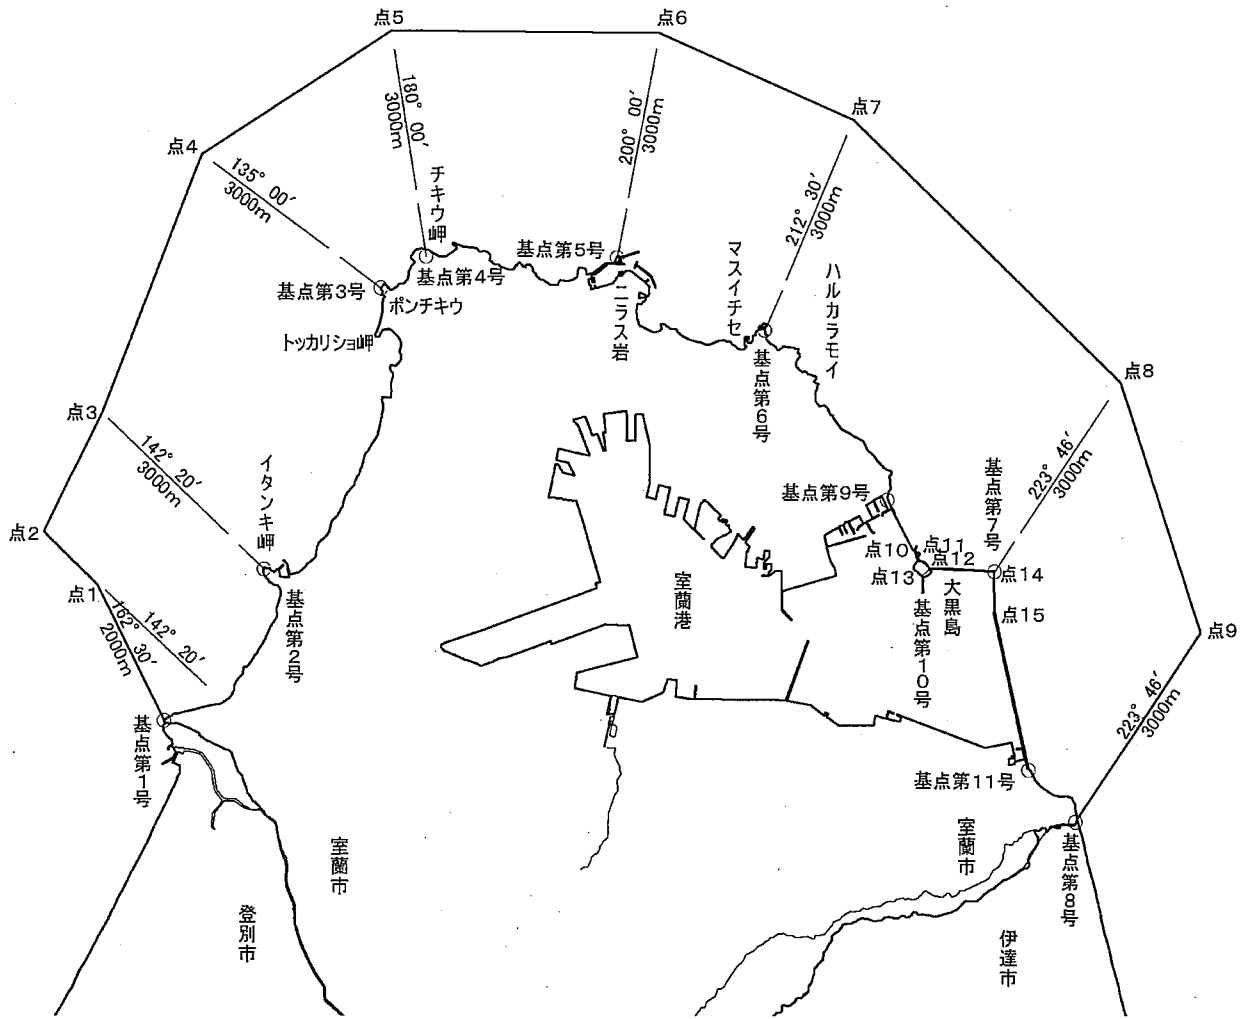 点5
点6
点7
点4
180° 00′
3000m
200° 00′
3000m
135° 00′
3000m
212° 30′
3000m
チキウ岬
基点第5号
マスイチセ
ハルカラモイ
基点第4号
基点第3号
ポンチキウ
ニラス岩
トッカリショ岬
基点第6号
点8
点3
142° 20′
3000m
イタンキ岬
223° 46′
3000m
基点第7号
基点第9号
点2
点10
点11
点12
点13
点14
大黒島
点15
基点第10号
室蘭港
点1
142° 20′
162° 30′
2000m
基点第2号
点9
223° 46′
3000m
基点第1号
基点第11号
室蘭市
登別市
室蘭市
基点第8号
伊達市